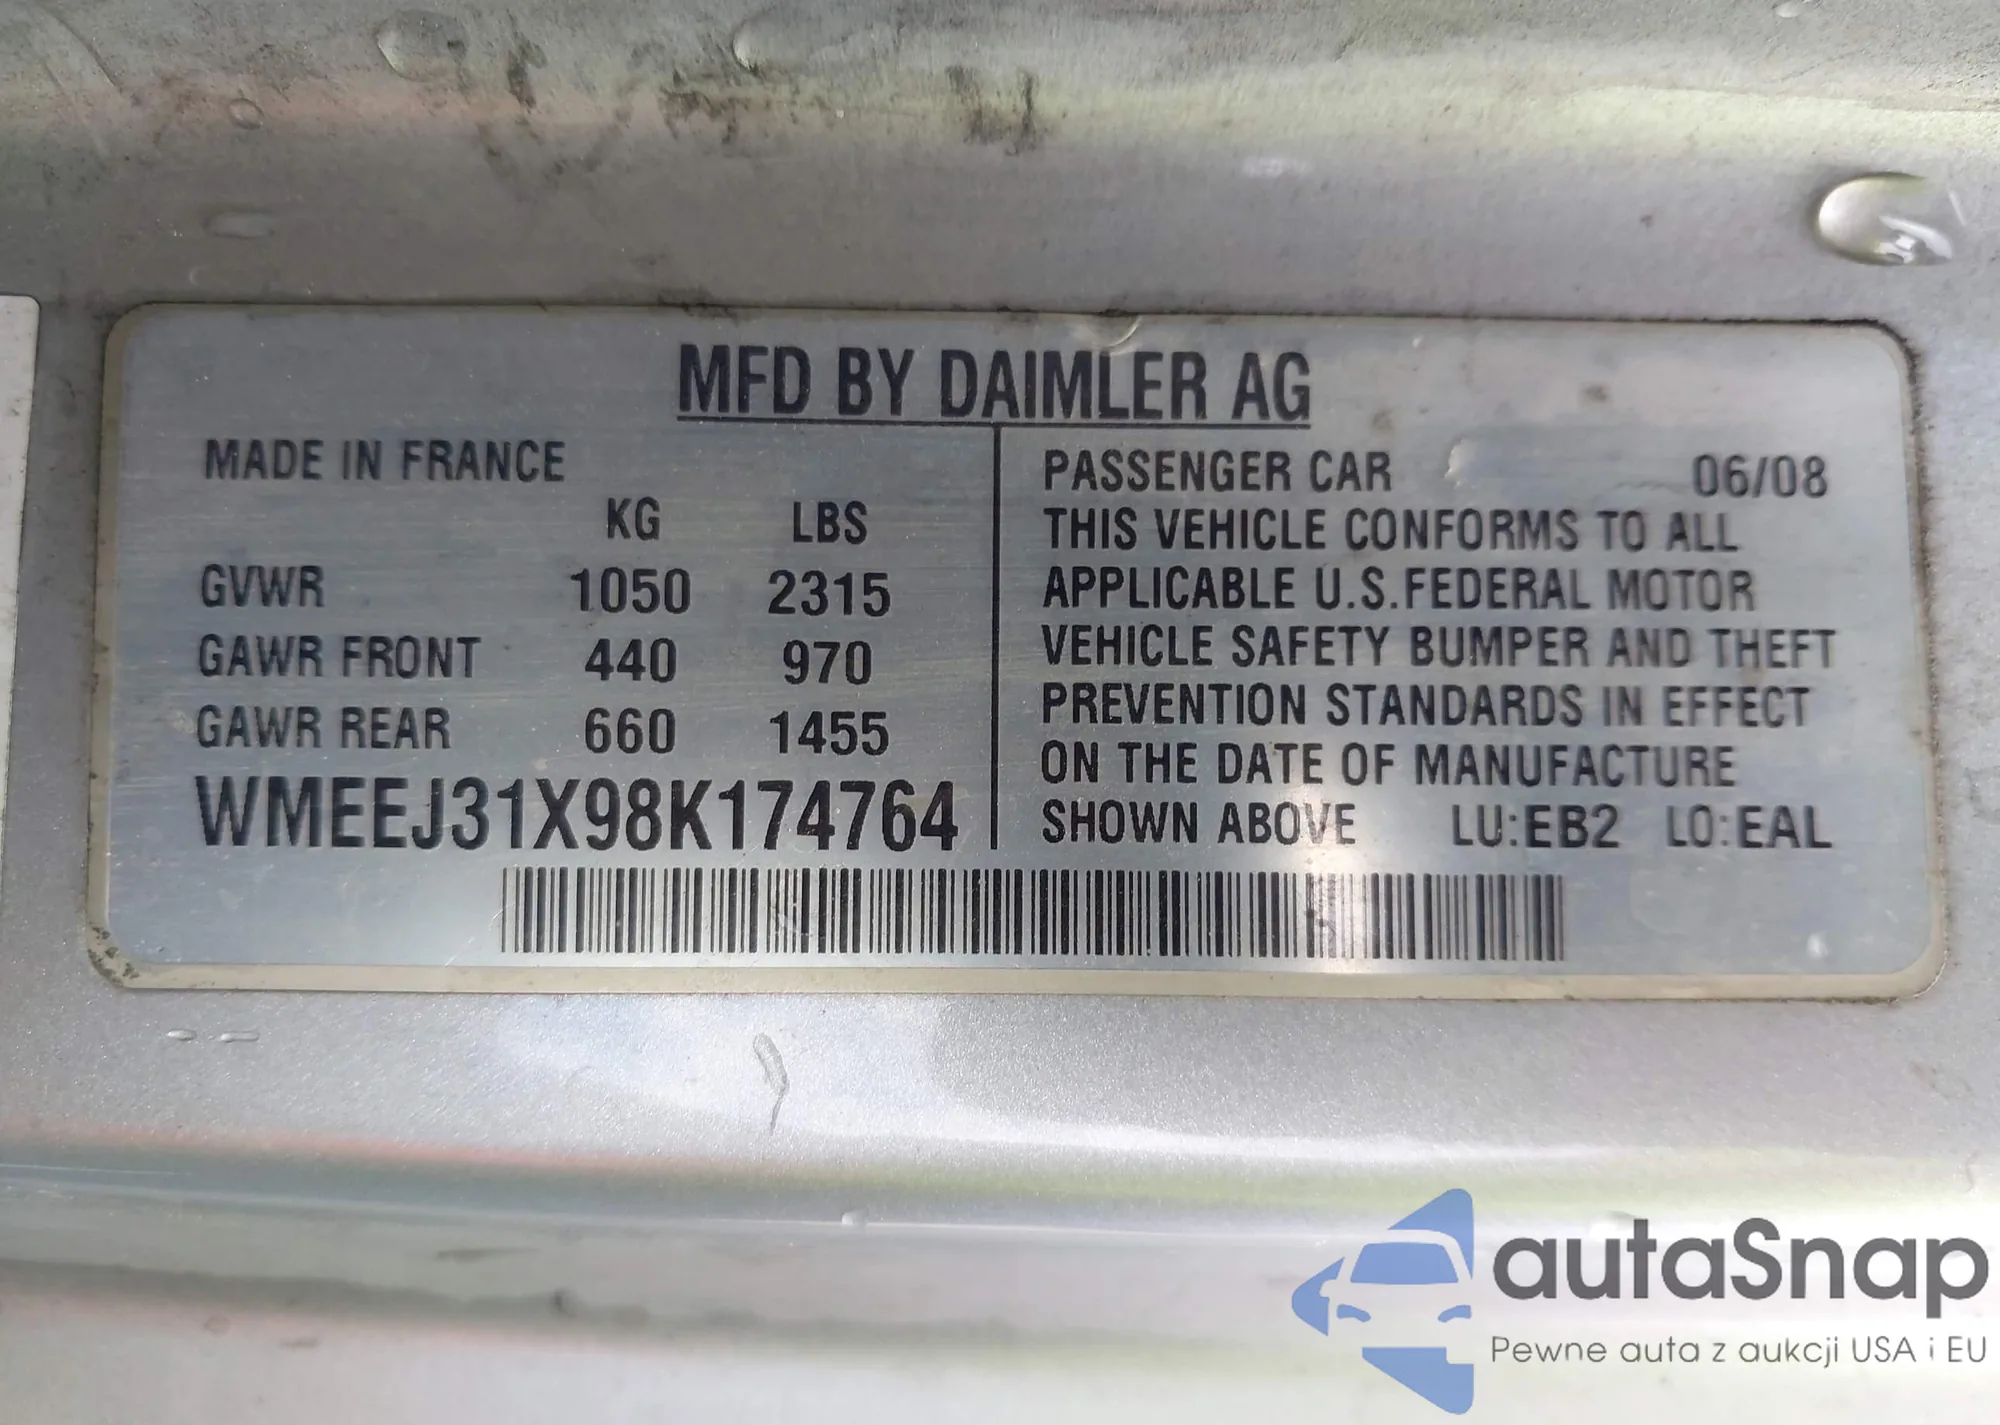 MFD BY DAIMLER AG
MADE IN FRANCE
KG LBS
GVWR 1050 2315
GAWR FRONT 440 970
GAWR REAR 660 1455
WMEEJ31X98K174764
PASSENGER CAR 06/08
THIS VEHICLE CONFORMS TO ALL
APPLICABLE U.S.FEDERAL MOTOR
VEHICLE SAFETY BUMPER AND THEFT
PREVENTION STANDARDS IN EFFECT
ON THE DATE OF MANUFACTURE
SHOWN ABOVE LU:EB2 LO:EAL
autaSnap
Pewne auta z aukcji USA i EU